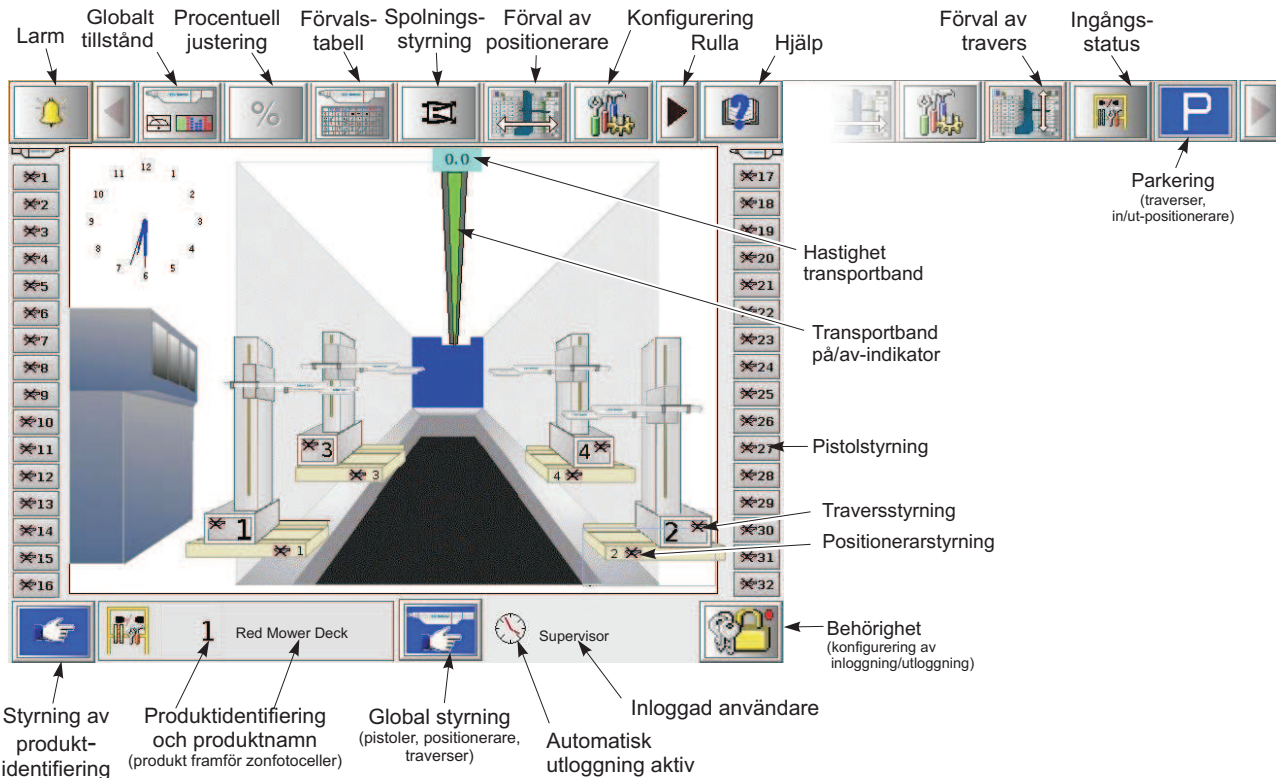 Larm
Globalt
tillstånd
Procentuell
justering
Förvals-
tabell
Spolnings-
styrning
Förval av
positionerare
Konfigurering
Rulla
Hjälp
Förval av
travers
Ingångs-
status
%
?
P
Parkering
(traverser,
in/ut-positionerare)
0.0
12
1
2
3
4
5
6
7
8
9
10
11
1
2
3
4
5
6
7
8
9
10
11
12
13
14
15
16
17
18
19
20
21
22
23
24
25
26
27
28
29
30
31
32
3
3
4
4
1
1
2
2
Hastighet
transportband
Transportband
på/av-indikator
Pistolstyrning
Traversstyrning
Positionerarstyrning
1 Red Mower Deck
Supervisor
Behörighet
(konfigurering av
inloggning/utloggning)
Styrning av
produkt-
identifiering
Produktidentifiering
och produktnamn
(produkt framför zonfotoceller)
Global styrning
(pistoler, positionerare,
traverser)
Automatisk
utloggning aktiv
Inloggad användare